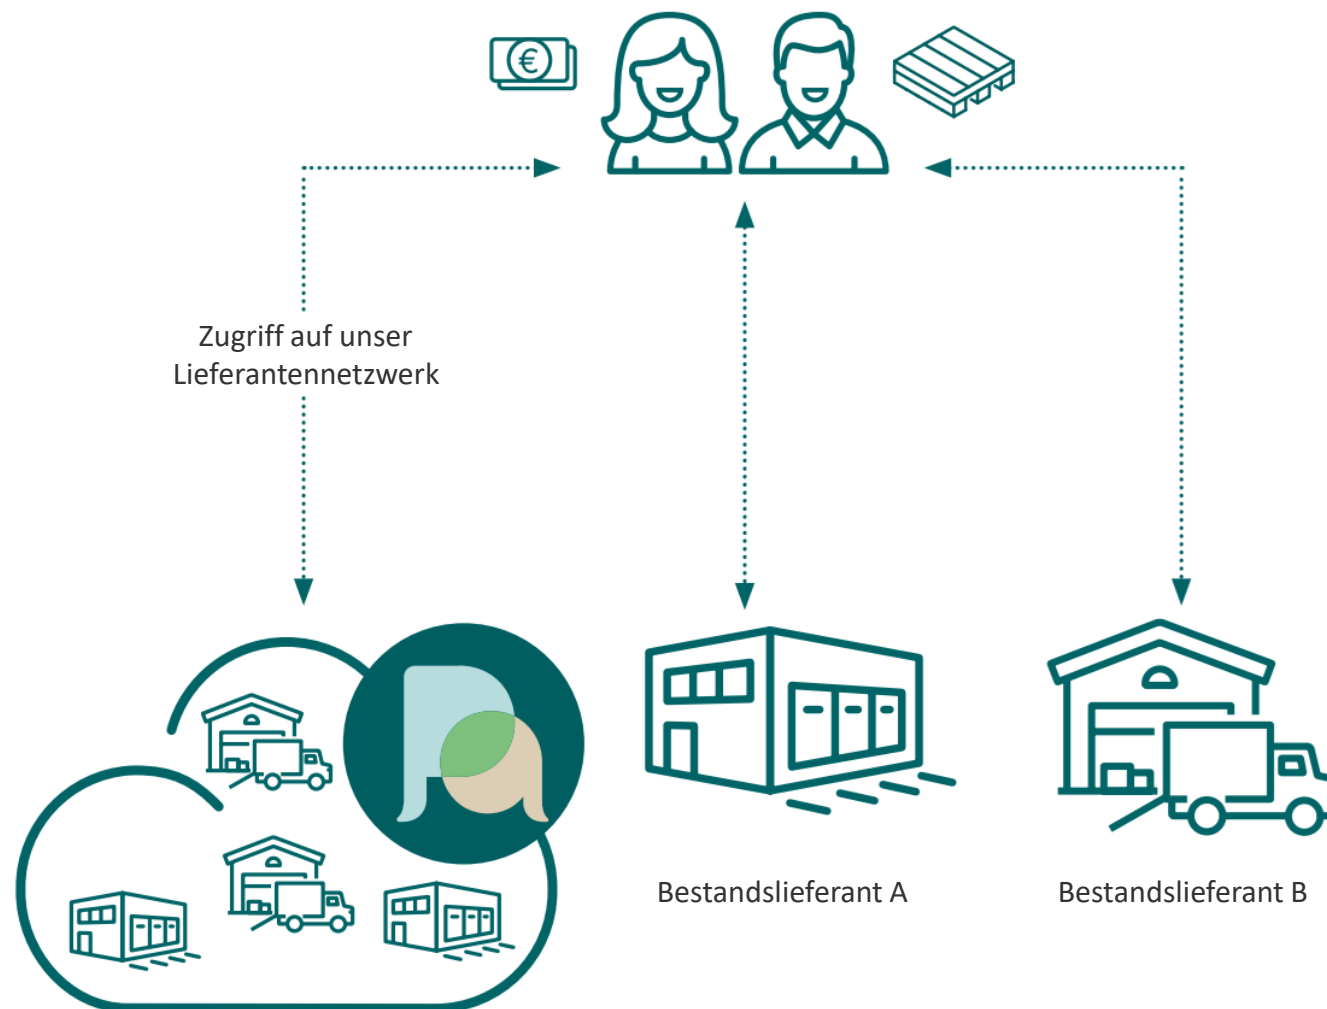 Zugriff auf unser
Lieferantennetzwerk
Bestandslieferant A
Bestandslieferant B